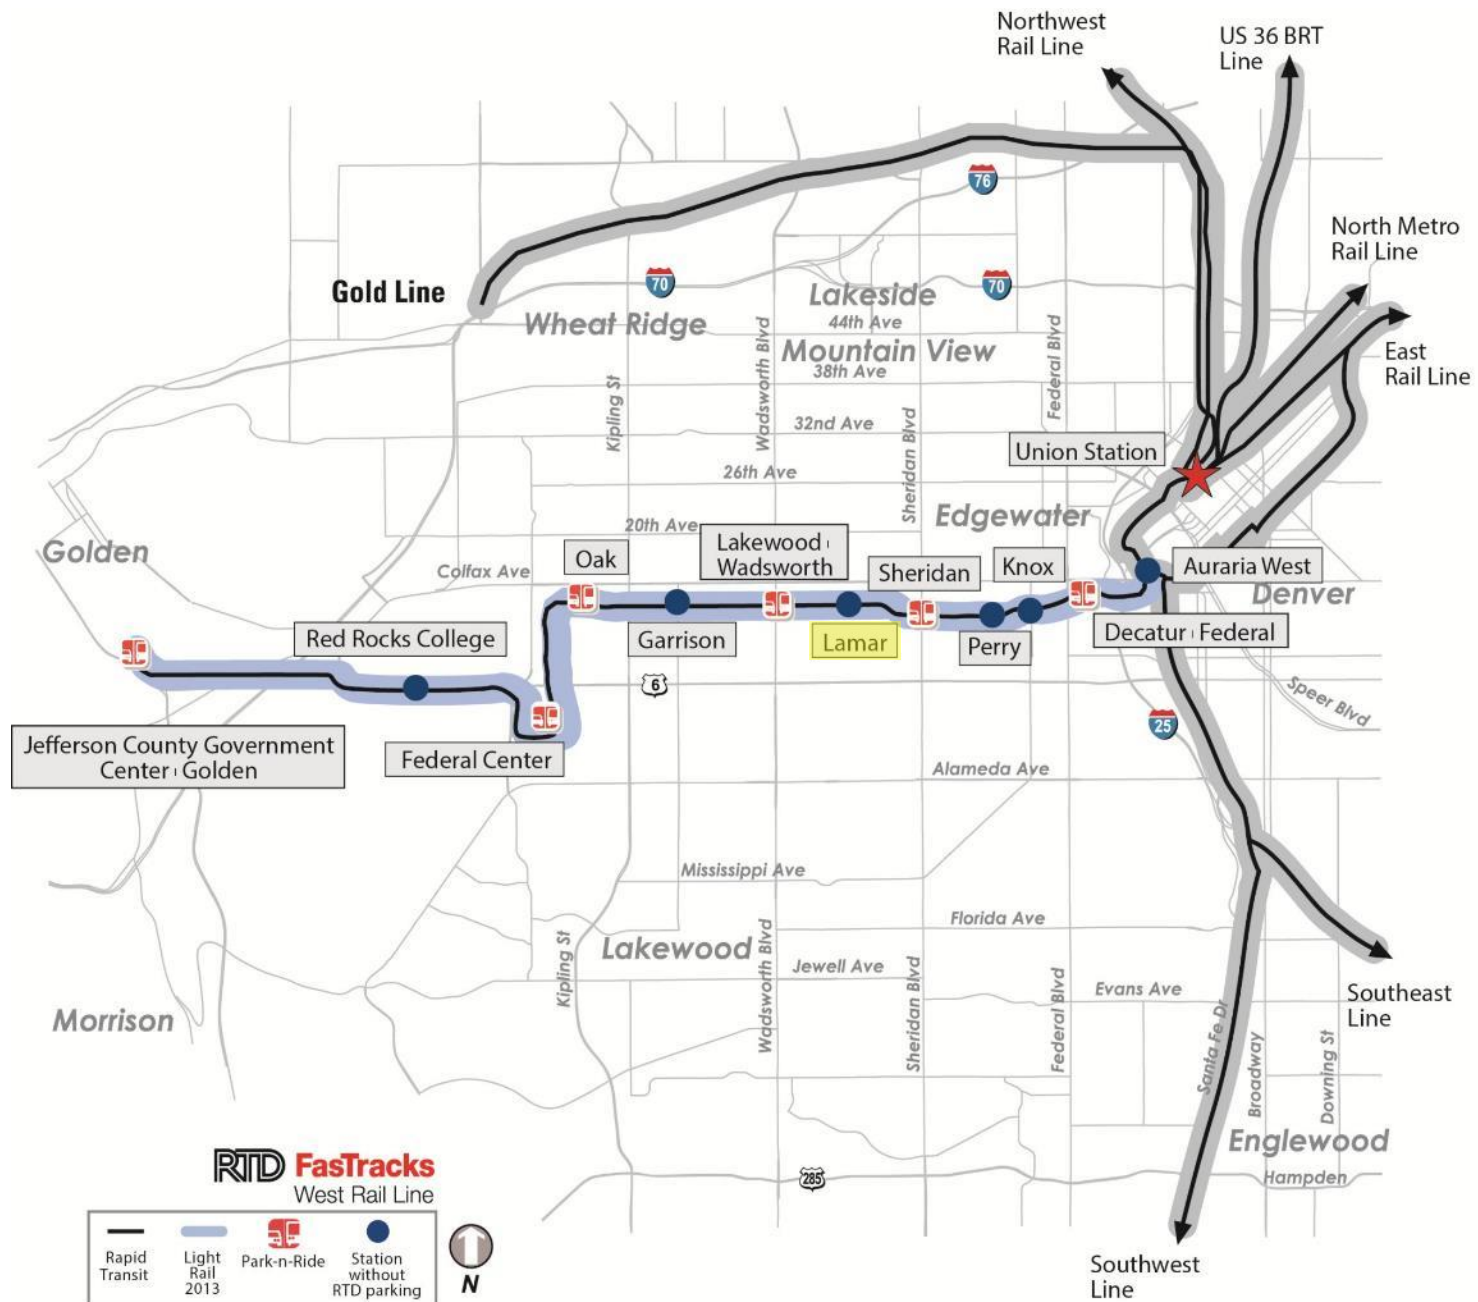 Northwest
Rail Line
US 36 BRT
Line
76
North Metro
Rail Line
Gold Line
70
70
Lakeside
Wheat Ridge
44th Ave
Mountain View
38th Ave
East
Rail Line
Kipling St
Wadsworth Blvd
Sheridan Blvd
Federal Blvd
32nd Ave
Union Station
26th Ave
Edgewater
20th Ave
Golden
Colfax Ave
Oak
Lakewood
Wadsworth
Sheridan
Knox
Auraria West
Denver
Red Rocks College
Garrison
Lamar
Perry
Decatur Federal
6
Speer Blvd
25
Jefferson County Government
Center Golden
Federal Center
Alameda Ave
Mississippi Ave
Florida Ave
Lakewood
Kipling St
Wadsworth Blvd
Jewell Ave
Sheridan Blvd
Federal Blvd
Evans Ave
Southeast
Line
Morrison
Santa Fe Dr
Broadway
Downing St
Englewood
Hampden
285
RTD FasTracks
West Rail Line
Rapid
Transit
Light
Rail
2013
Park-n-Ride
Station
without
RTD parking
N
Southwest
Line